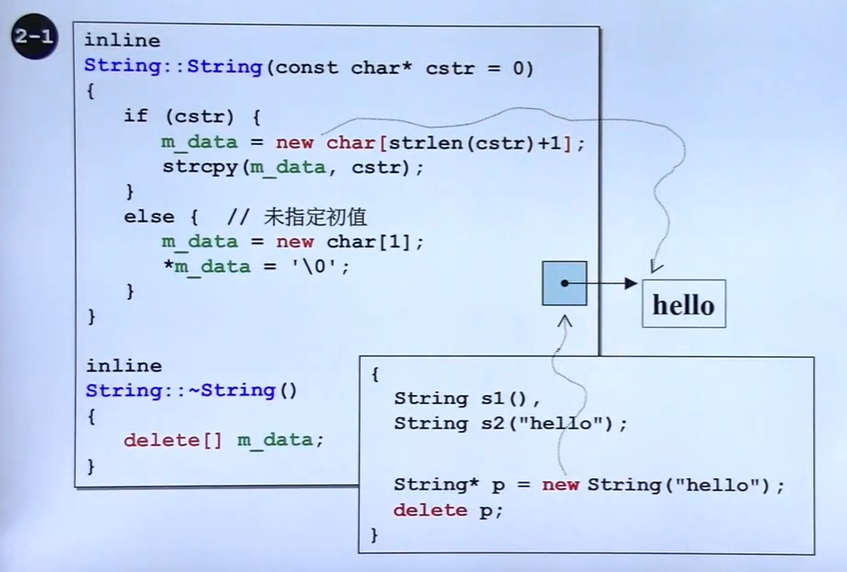 2-1
inline
String::String(const char* cstr = 0)
{
if (cstr) {
m_data = new char[strlen(cstr)+1];
strcpy(m_data, cstr);
}
else { // 未指定初值
m_data = new char[1];
*m_data = '\0';
}
}
inline
String::~String()
{
delete[] m_data;
}
hello
{
String s1(),
String s2("hello");
String* p = new String("hello");
delete p;
}